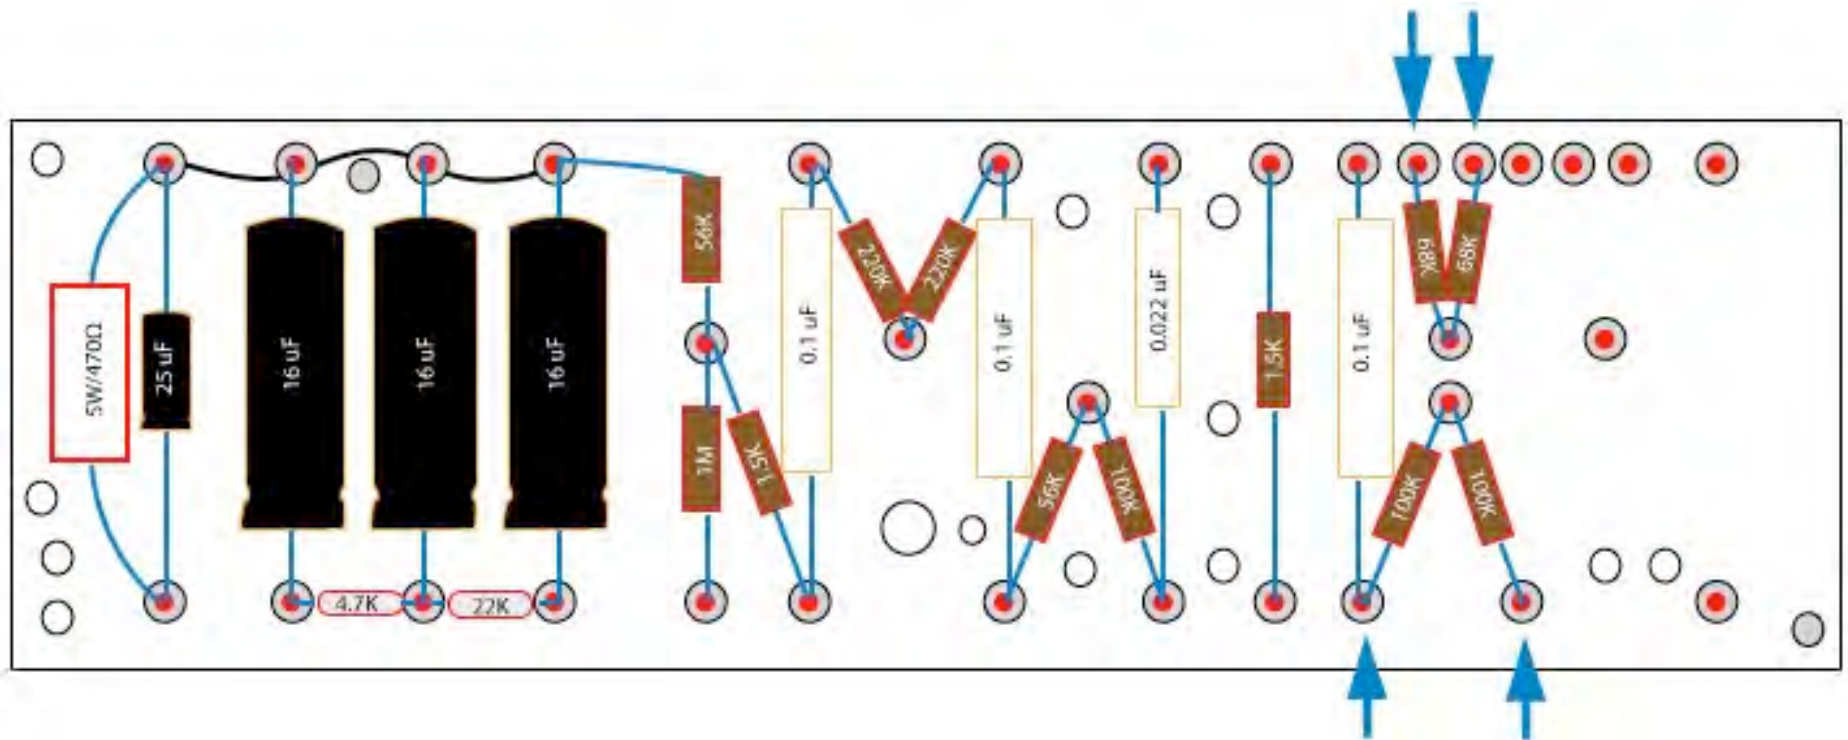 5W/470Ω
25 uF
16 uF
16 uF
16 uF
4.7K
22K
56K
1M
1.5K
0.1 uF
220K
220K
0.1 uF
56K
100K
0.022 uF
1.5K
0.1 uF
68K
68K
100K
100K